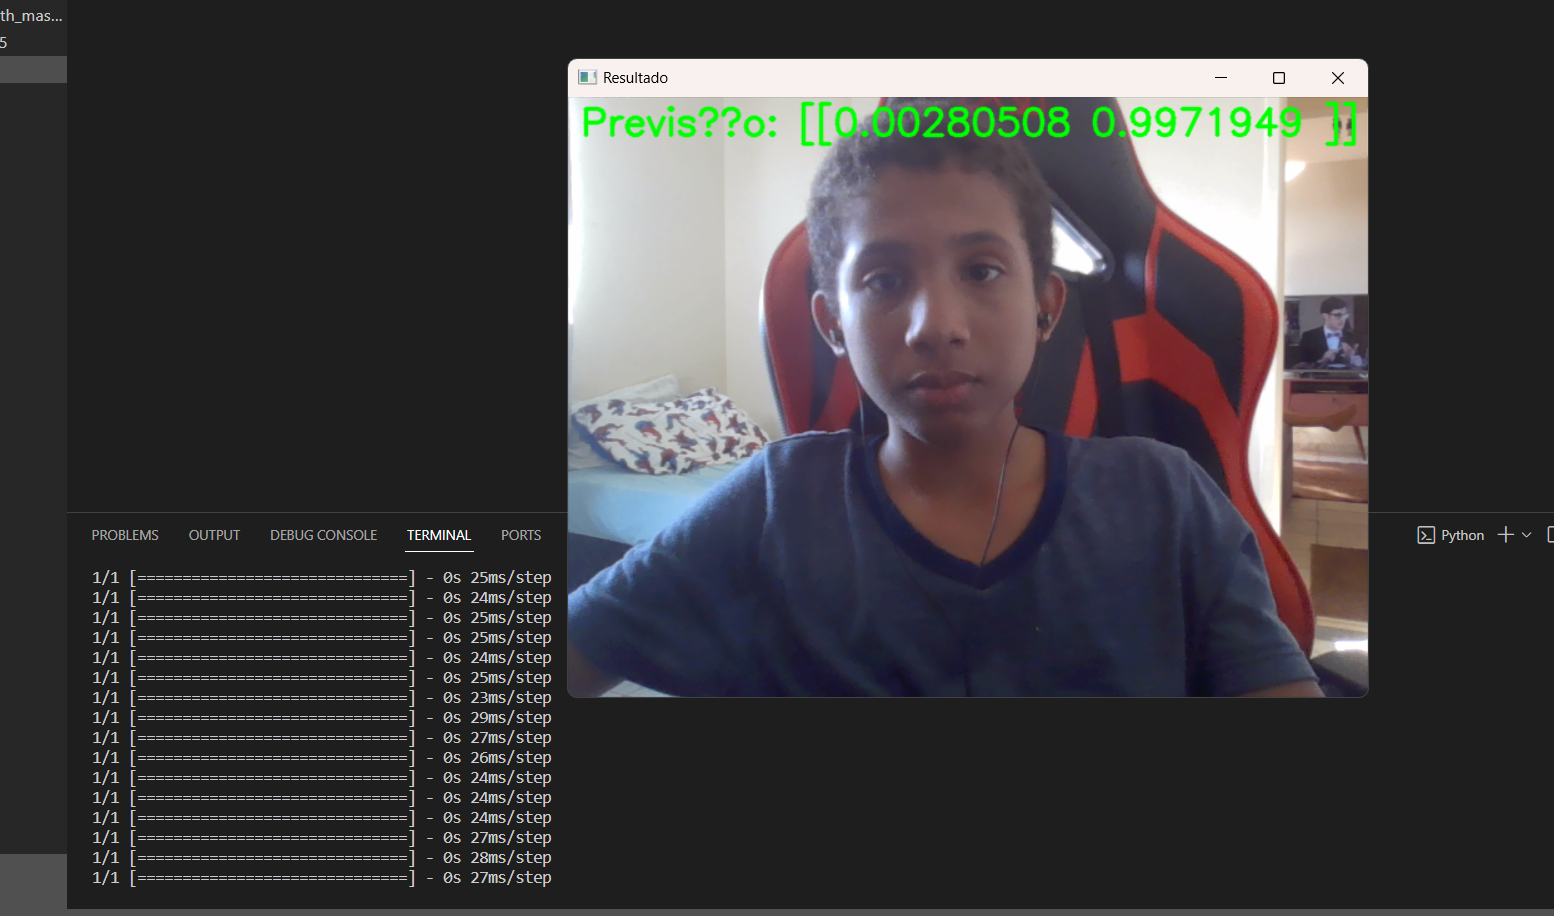 th_mas...
5
Resultado
Previs??o: [[0.00280508 0.9971949 ]]
PROBLEMS OUTPUT DEBUG CONSOLE TERMINAL PORTS
Python
1/1 [==============================] - 0s 25ms/step
1/1 [==============================] - 0s 24ms/step
1/1 [==============================] - 0s 25ms/step
1/1 [==============================] - 0s 25ms/step
1/1 [==============================] - 0s 24ms/step
1/1 [==============================] - 0s 25ms/step
1/1 [==============================] - 0s 23ms/step
1/1 [==============================] - 0s 29ms/step
1/1 [==============================] - 0s 27ms/step
1/1 [==============================] - 0s 26ms/step
1/1 [==============================] - 0s 24ms/step
1/1 [==============================] - 0s 24ms/step
1/1 [==============================] - 0s 24ms/step
1/1 [==============================] - 0s 27ms/step
1/1 [==============================] - 0s 28ms/step
1/1 [==============================] - 0s 27ms/step